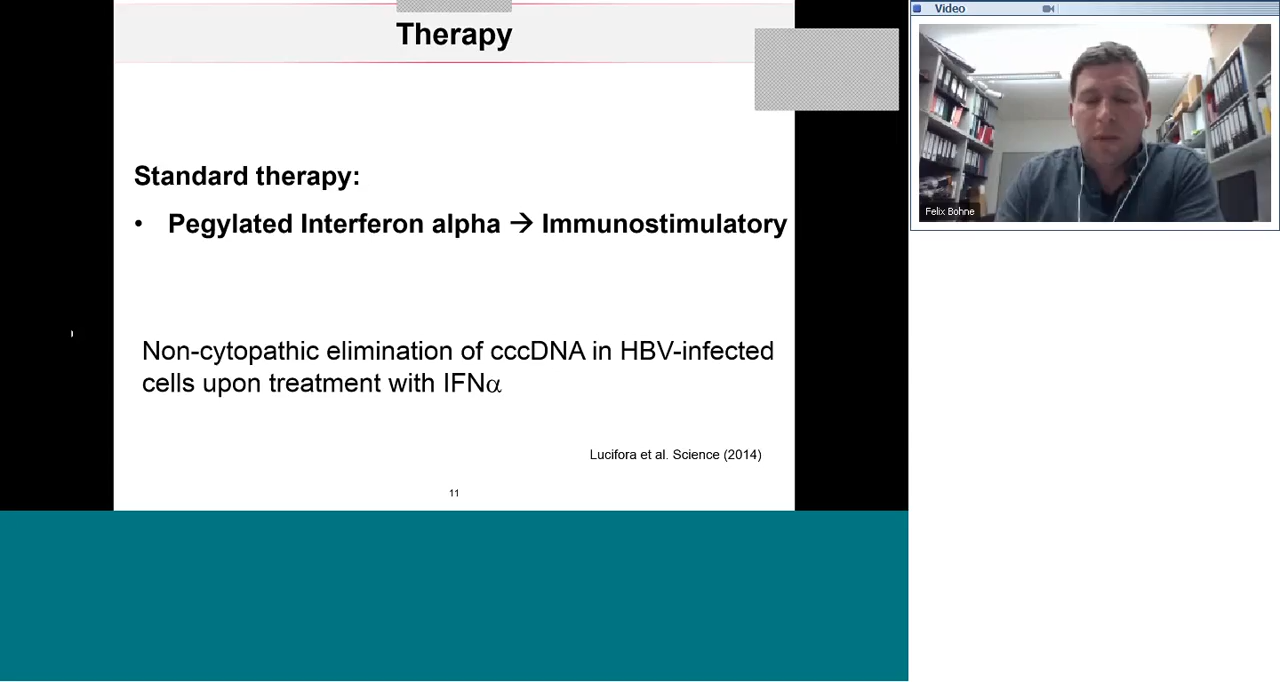 Therapy
Video
Felix Bohne
Standard therapy:
• Pegylated Interferon alpha → Immunostimulatory
Non-cytopathic elimination of cccDNA in HBV-infected
cells upon treatment with IFNα
Lucifora et al. Science (2014)
11